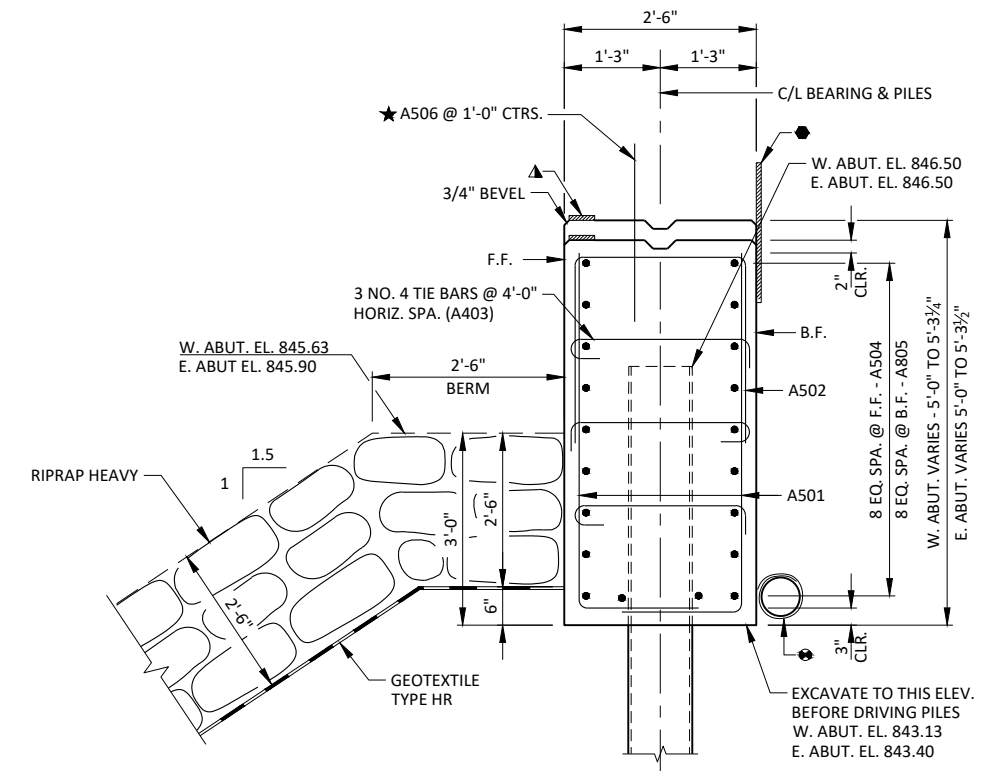 2'-6"
1'-3"
1'-3"
C/L BEARING & PILES
★ A506 @ 1'-0" CTRS.
W. ABUT. EL. 846.50
E. ABUT. EL. 846.50
3/4" BEVEL
F.F.
2" CLR.
3 NO. 4 TIE BARS @ 4'-0"
HORIZ. SPA. (A403)
B.F.
W. ABUT. EL. 845.63
E. ABUT EL. 845.90
2'-6"
BERM
A502
8 EQ. SPA. @ F.F. - A504
8 EQ. SPA. @ B.F. - A805
W. ABUT. VARIES - 5'-0" TO 5'-3¼"
E. ABUT. VARIES 5'-0" TO 5'-3½"
1.5
1
RIPRAP HEAVY
A501
3'-0"
2'-6"
2'-6"
6"
3" CLR.
GEOTEXTILE
TYPE HR
EXCAVATE TO THIS ELEV.
BEFORE DRIVING PILES
W. ABUT. EL. 843.13
E. ABUT. EL. 843.40